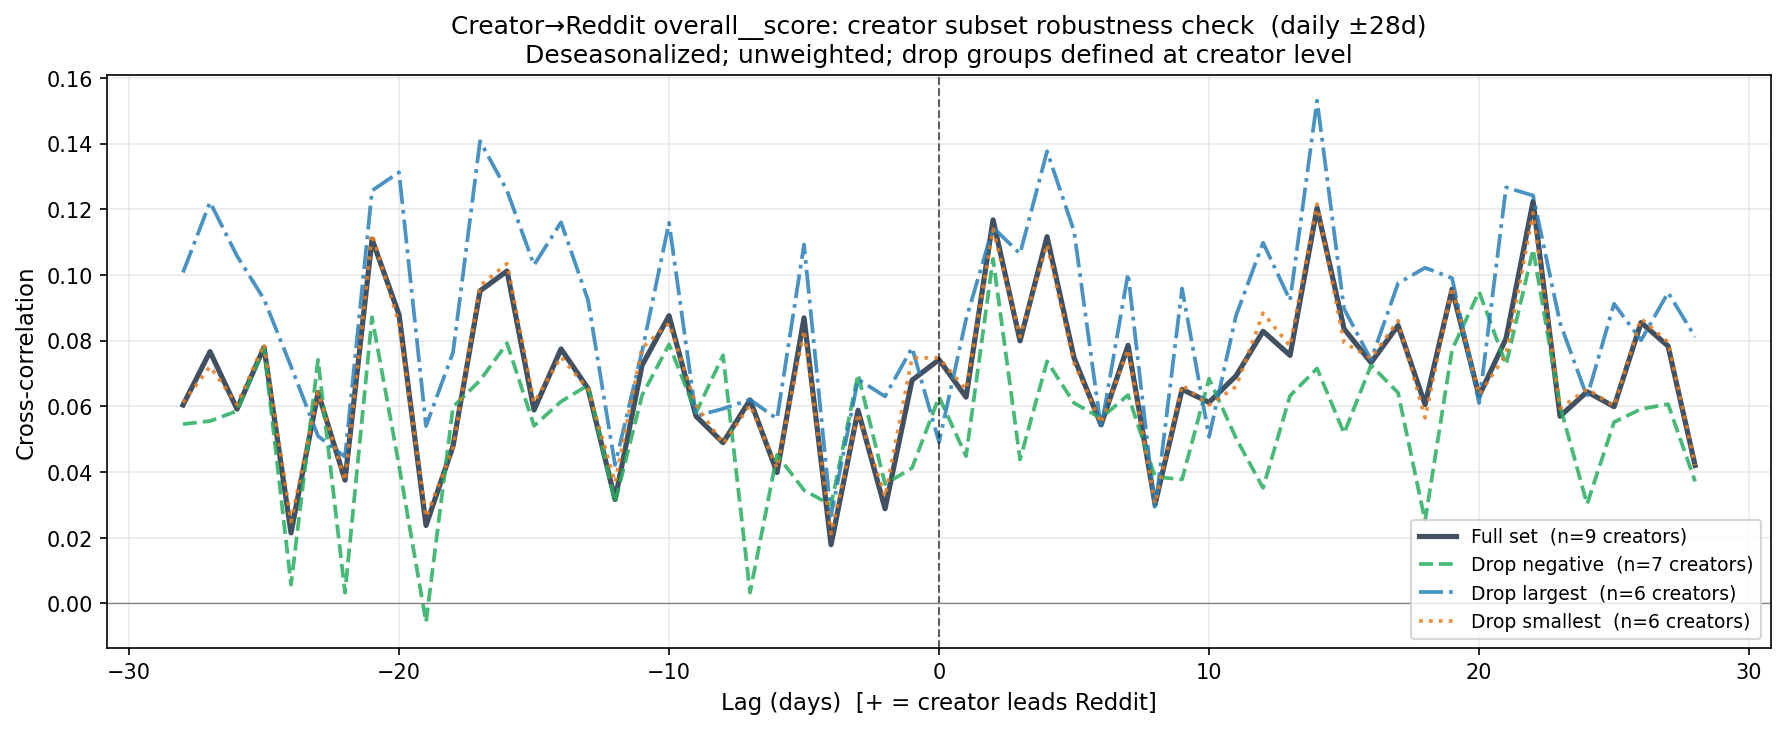 Creator→Reddit overall__score: creator subset robustness check  (daily ±28d)
Deseasonalized; unweighted; drop groups defined at creator level
Cross-correlation
0.16
0.14
0.12
0.10
0.08
0.06
0.04
0.02
0.00
Full set  (n=9 creators)
Drop negative  (n=7 creators)
Drop largest  (n=6 creators)
Drop smallest  (n=6 creators)
−30
−20
−10
0
10
20
30
Lag (days)  [+ = creator leads Reddit]